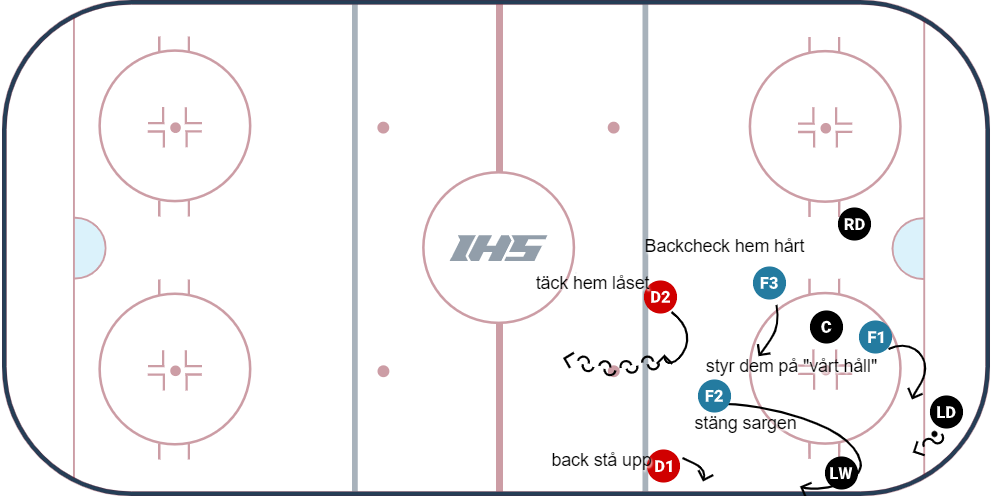 RD
Backcheck hem hårt
IHS
täck hem låset
D2
F3
C
F1
styr dem på "vårt håll"
F2
LD
stäng sargen
back stå upp
D1
LW